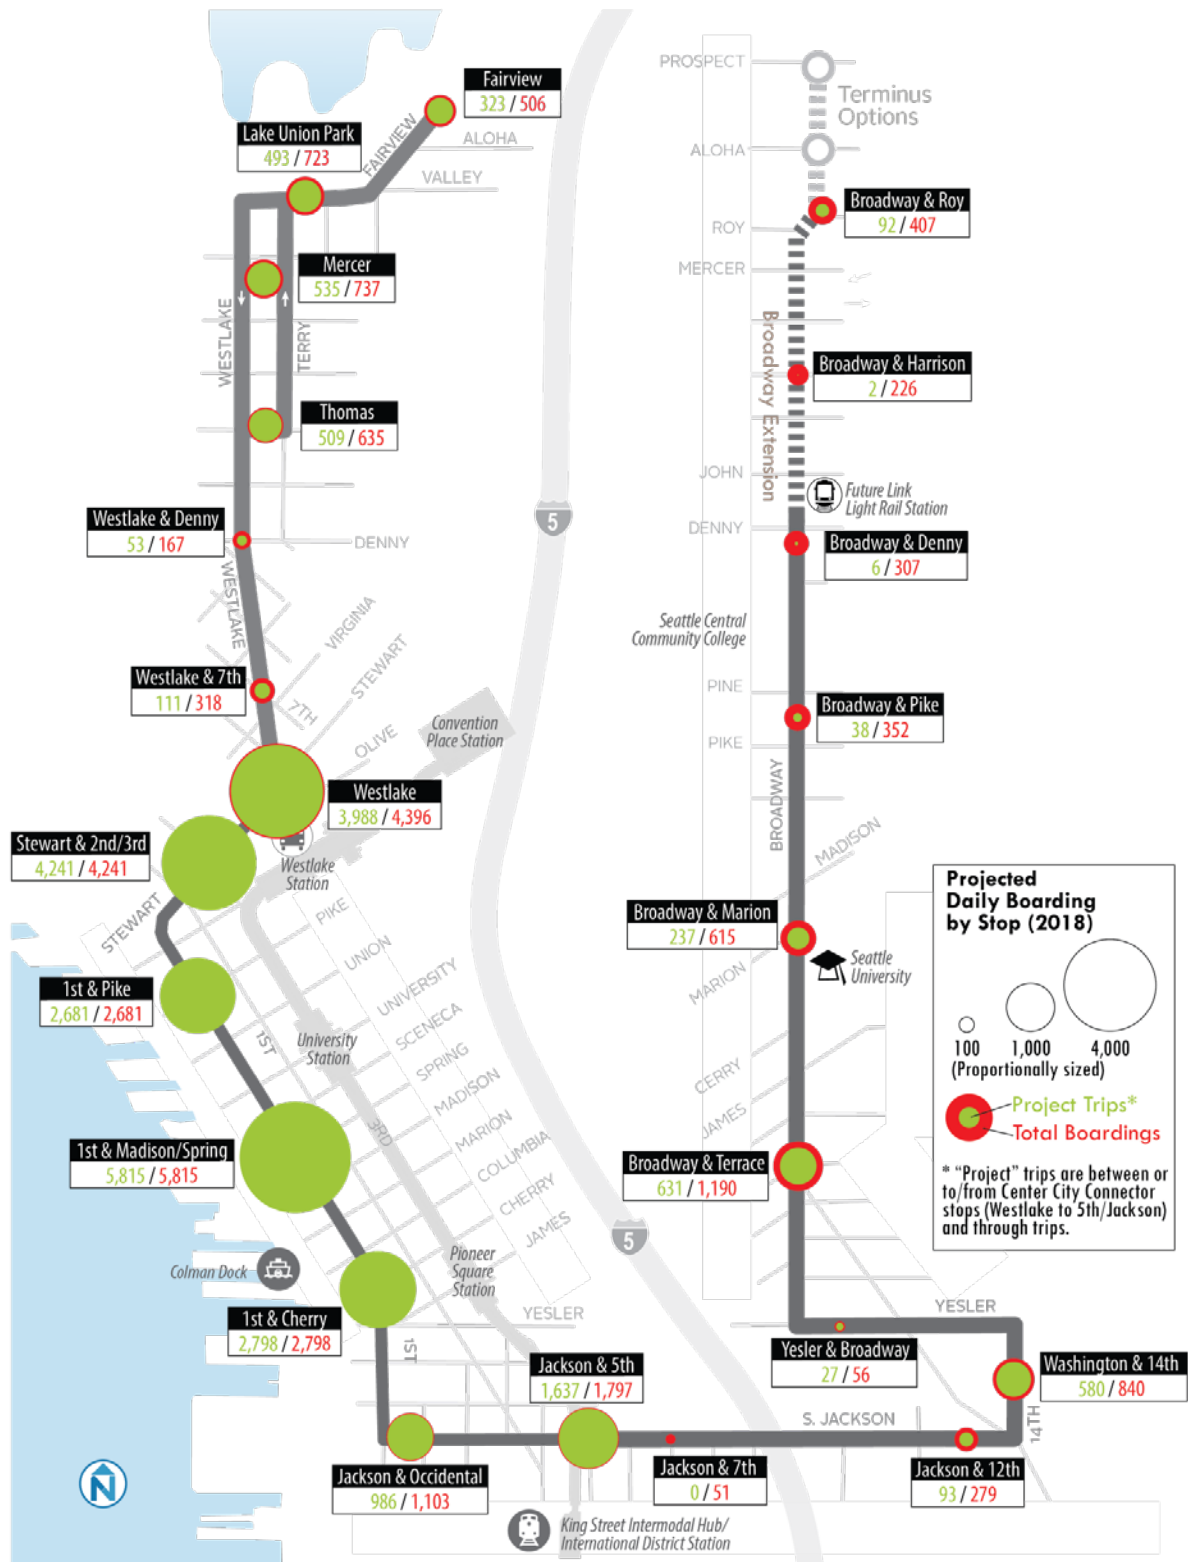 Fairview
323 / 506
Lake Union Park
493 / 723
FAIRVIEW
ALOHA
VALLEY
Mercer
535 / 737
WESTLAKE
TERRY
Thomas
509 / 635
Westlake & Denny
53 / 167
DENNY
WESTLAKE
VIRGINIA
STEWART
Westlake & 7th
111 / 318
7TH
OLIVE
Convention
Place Station
Westlake
3,988 / 4,396
Stewart & 2nd/3rd
4,241 / 4,241
Westlake
Station
STEWART
PIKE
UNION
UNIVERSITY
SCENECA
SPRING
MADISON
MARION
COLUMBIA
CHERRY
JAMES
1st & Pike
2,681 / 2,681
1ST
University
Station
3RD
1st & Madison/Spring
5,815 / 5,815
Colman Dock
Pioneer
Square
Station
1st & Cherry
2,798 / 2,798
YESLER
1ST
Jackson & 5th
1,637 / 1,797
Jackson & Occidental
986 / 1,103
N
King Street Intermodal Hub/
International District Station
5
5
PROSPECT
Terminus
Options
ALOHA
Broadway & Roy
92 / 407
ROY
MERCER
Broadway Extension
Broadway & Harrison
2 / 226
JOHN
Future Link
Light Rail Station
DENNY
Broadway & Denny
6 / 307
Seattle Central
Community College
PINE
Broadway & Pike
38 / 352
PIKE
BROADWAY
MADISON
Broadway & Marion
237 / 615
MARION
Seattle
University
CERRY
JAMES
Broadway & Terrace
631 / 1,190
YESLER
Yesler & Broadway
27 / 56
Washington & 14th
580 / 840
14TH
S. JACKSON
Jackson & 7th
0 / 51
Jackson & 12th
93 / 279
Projected
Daily Boarding
by Stop (2018)
100
1,000
4,000
(Proportionally sized)
Project Trips*
Total Boardings
* “Project” trips are between or
to/from Center City Connector
stops (Westlake to 5th/Jackson)
and through trips.